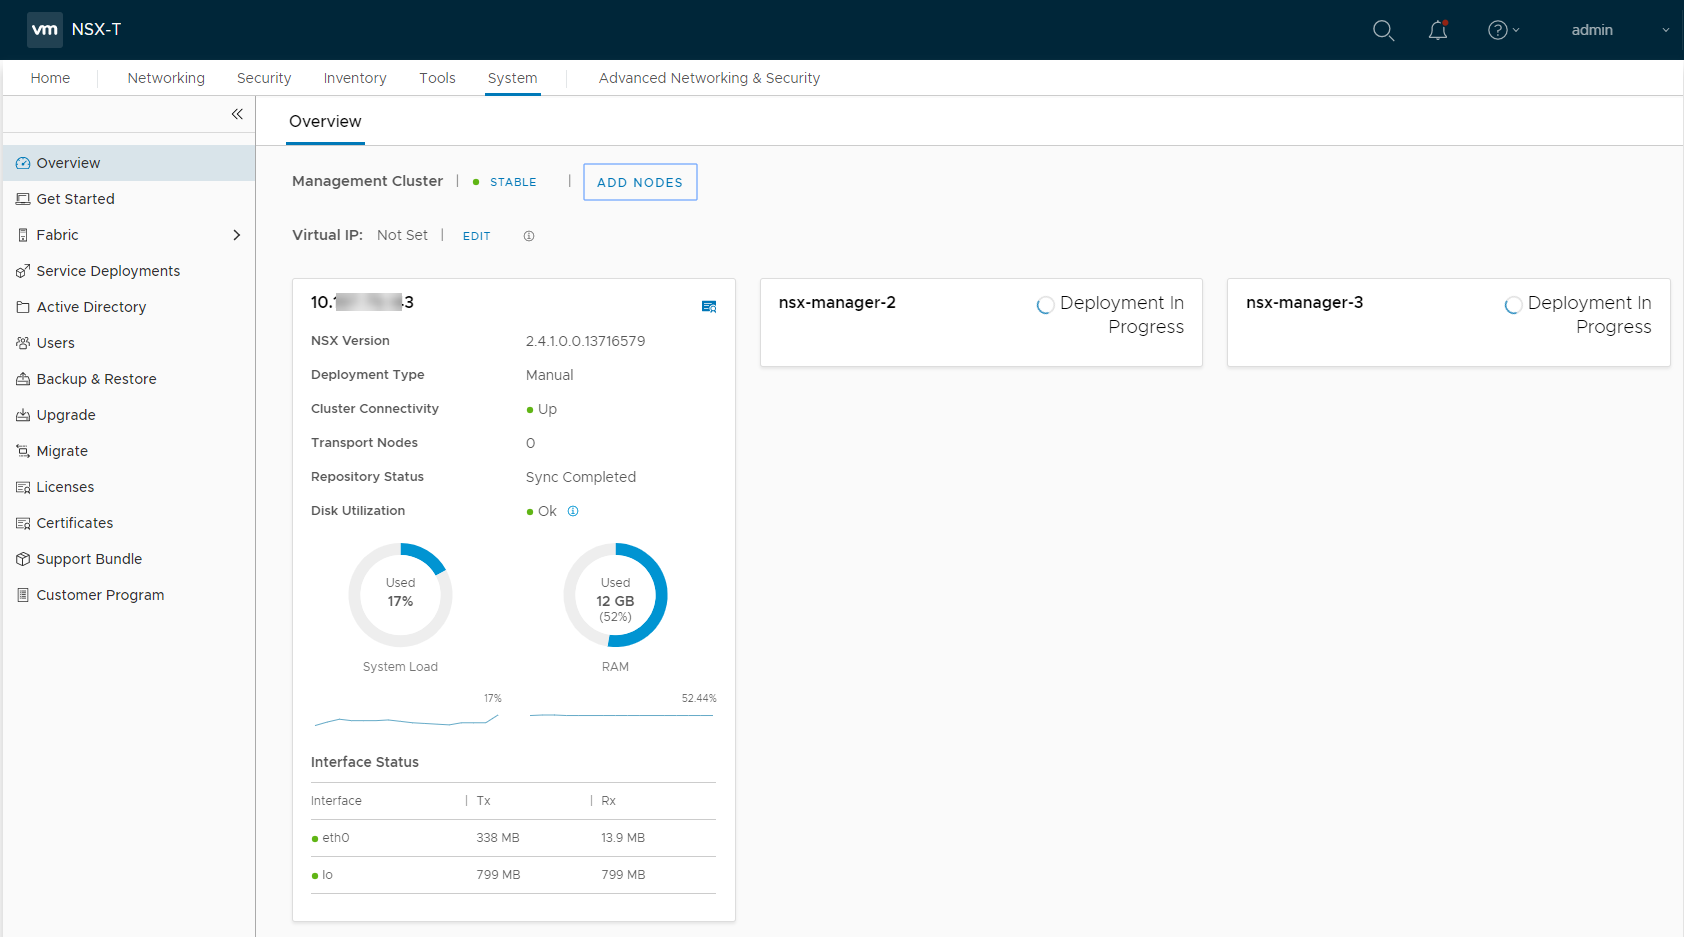 vm NSX-T
admin
Home Networking Security Inventory Tools System Advanced Networking & Security
Overview
Get Started
Fabric
Service Deployments
Active Directory
Users
Backup & Restore
Upgrade
Migrate
Licenses
Certificates
Support Bundle
Customer Program
Overview
Management Cluster | STABLE | ADD NODES
Virtual IP: Not Set | EDIT
10. 3
NSX Version 2.4.1.0.0.13716579
Deployment Type Manual
Cluster Connectivity Up
Transport Nodes 0
Repository Status Sync Completed
Disk Utilization Ok
Used
17%
System Load
17%
Used
12 GB
(52%)
RAM
52.44%
Interface Status
Interface | Tx | Rx
eth0 338 MB 13.9 MB
lo 799 MB 799 MB
nsx-manager-2
Deployment In
Progress
nsx-manager-3
Deployment In
Progress